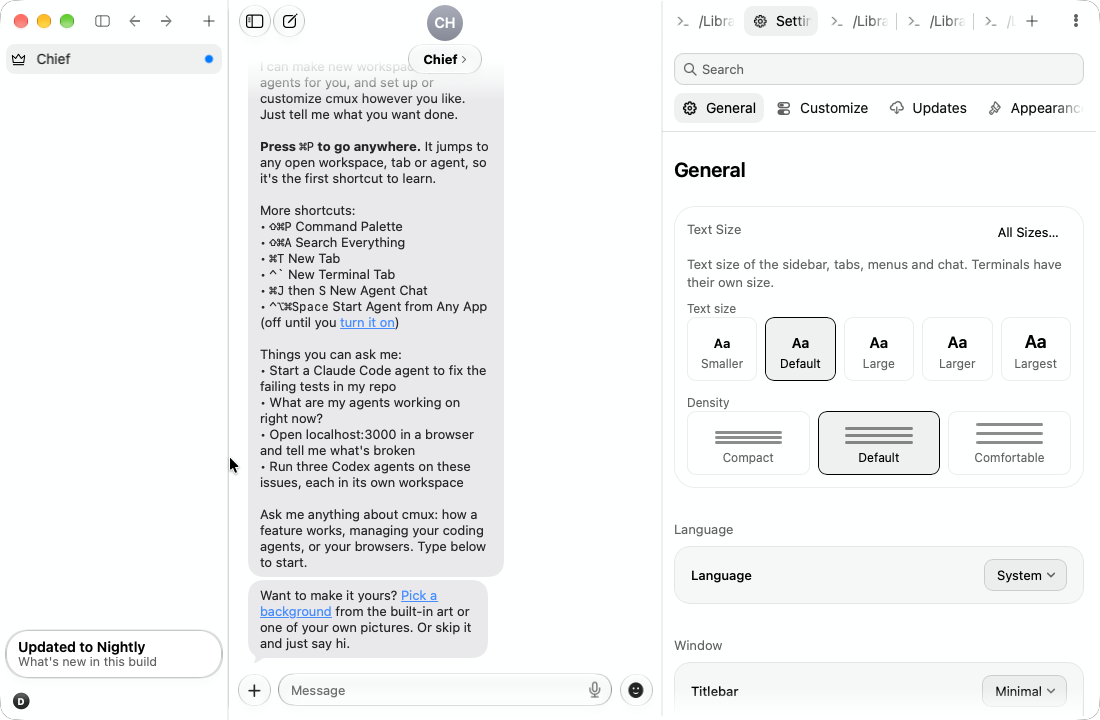 Chief
Updated to Nightly
What's new in this build
D
CH
Chief ›
I can make new workspac
agents for you, and set up or
customize cmux however you like.
Just tell me what you want done.
Press ⌘P to go anywhere. It jumps to
any open workspace, tab or agent, so
it's the first shortcut to learn.
More shortcuts:
• ⇧⌘P Command Palette
• ⇧⌘A Search Everything
• ⌘T New Tab
• ^` New Terminal Tab
• ⌘J then S New Agent Chat
• ^⌥⌘Space Start Agent from Any App
(off until you turn it on)
Things you can ask me:
• Start a Claude Code agent to fix the
failing tests in my repo
• What are my agents working on
right now?
• Open localhost:3000 in a browser
and tell me what's broken
• Run three Codex agents on these
issues, each in its own workspace
Ask me anything about cmux: how a
feature works, managing your coding
agents, or your browsers. Type below
to start.
Want to make it yours? Pick a
background from the built-in art or
one of your own pictures. Or skip it
and just say hi.
Message
/Libra Settin /Libra /Libra /L
Search
General Customize Updates Appearanc
General
Text Size All Sizes...
Text size of the sidebar, tabs, menus and chat. Terminals have
their own size.
Text size
Aa Aa Aa Aa Aa
Smaller Default Large Larger Largest
Density
Compact Default Comfortable
Language
Language System
Window
Titlebar Minimal